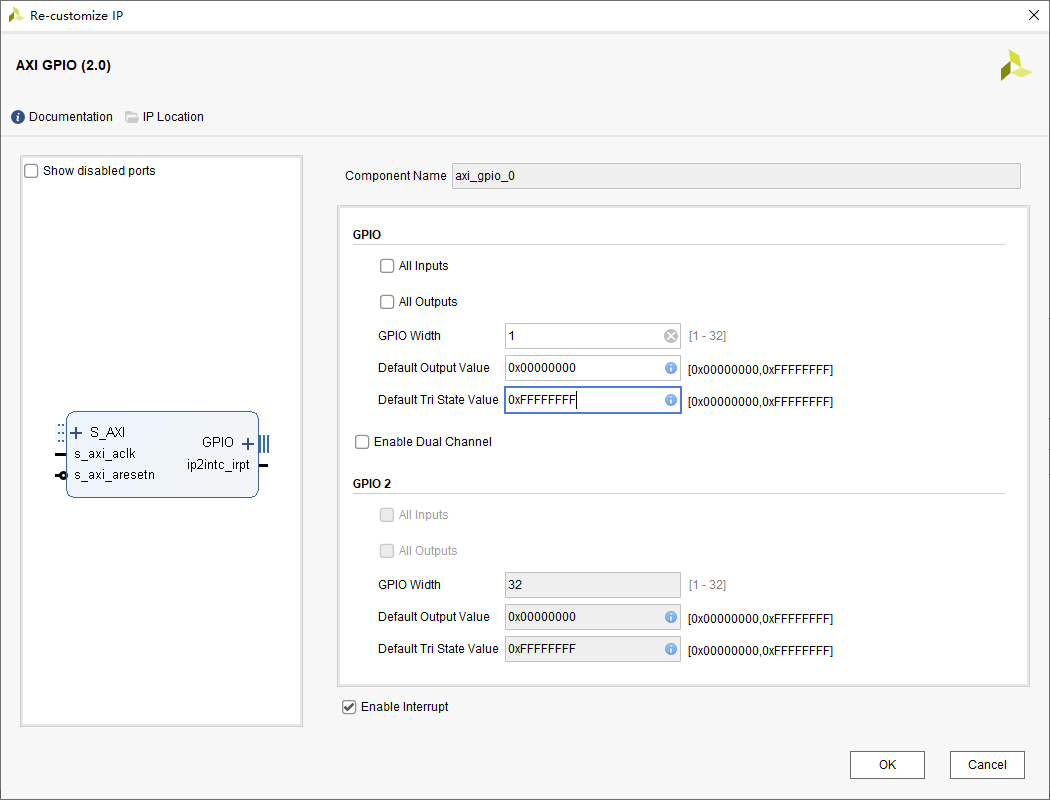 Re-customize IP
AXI GPIO (2.0)
Documentation IP Location
Show disabled ports
S_AXI
s_axi_aclk
s_axi_aresetn
GPIO
ip2intc_irpt
Component Name axi_gpio_0
GPIO
All Inputs
All Outputs
GPIO Width 1 [1 - 32]
Default Output Value 0x00000000 [0x00000000,0xFFFFFFFF]
Default Tri State Value 0xFFFFFFFF [0x00000000,0xFFFFFFFF]
Enable Dual Channel
GPIO 2
All Inputs
All Outputs
GPIO Width 32 [1 - 32]
Default Output Value 0x00000000 [0x00000000,0xFFFFFFFF]
Default Tri State Value 0xFFFFFFFF [0x00000000,0xFFFFFFFF]
Enable Interrupt
OK Cancel